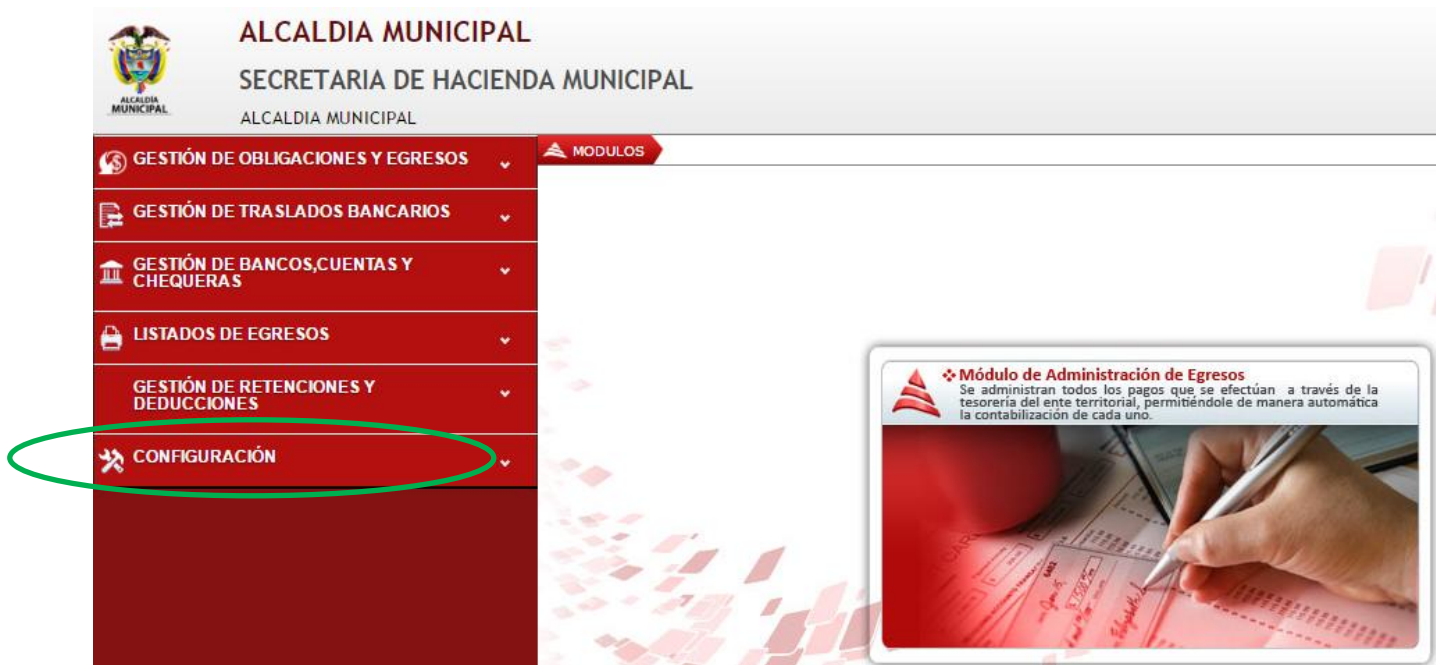 ALCALDIA MUNICIPAL
SECRETARIA DE HACIENDA MUNICIPAL
ALCALDIA MUNICIPAL
ALCALDÍA
MUNICIPAL
GESTIÓN DE OBLIGACIONES Y EGRESOS
GESTIÓN DE TRASLADOS BANCARIOS
GESTIÓN DE BANCOS,CUENTAS Y
CHEQUERAS
LISTADOS DE EGRESOS
GESTIÓN DE RETENCIONES Y
DEDUCCIONES
CONFIGURACIÓN
MODULOS
Módulo de Administración de Egresos
Se administran todos los pagos que se efectúan a través de la
tesorería del ente territorial, permitiéndole de manera automática
la contabilización de cada uno.